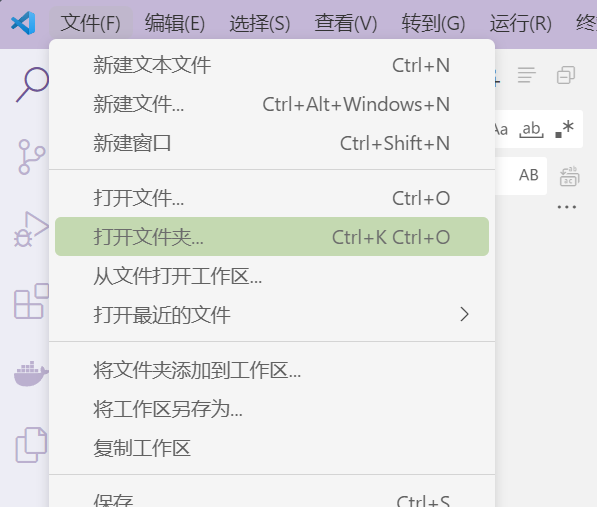 文件(F) 编辑(E) 选择(S) 查看(V) 转到(G) 运行(R)
新建文本文件 Ctrl+N
新建文件... Ctrl+Alt+Windows+N
新建窗口 Ctrl+Shift+N
Aa ab .*
打开文件... Ctrl+O
AB
打开文件夹... Ctrl+K Ctrl+O
从文件打开工作区...
打开最近的文件
将文件夹添加到工作区...
将工作区另存为...
复制工作区
保存 Ctrl+S